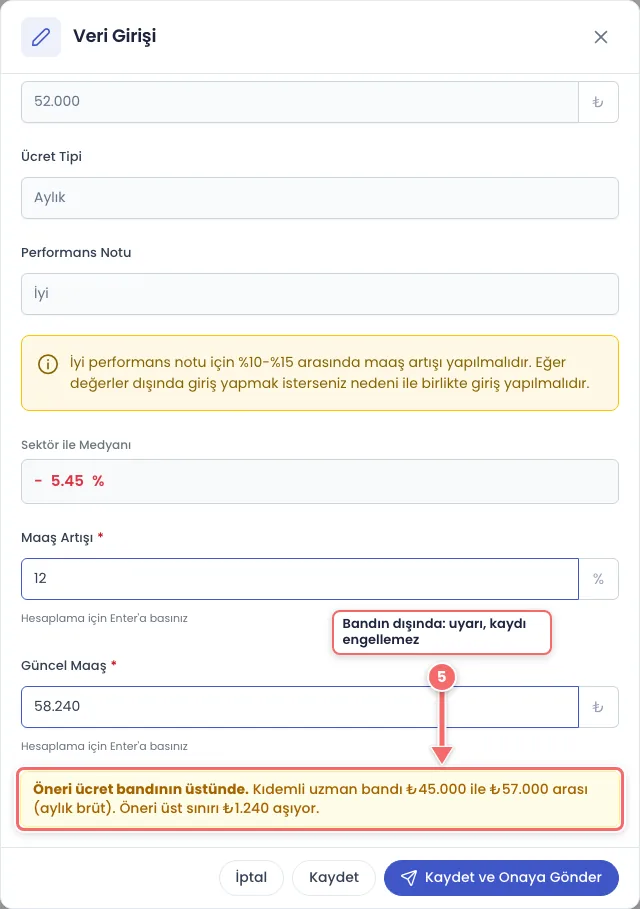 Veri Girişi
52.000
₺
Ücret Tipi
Aylık
Performans Notu
İyi
İyi performans notu için %10-%15 arasında maaş artışı yapılmalıdır. Eğer
değerler dışında giriş yapmak isterseniz nedeni ile birlikte giriş yapılmalıdır.
Sektör ile Medyanı
- 5.45 %
Maaş Artışı *
12
%
Hesaplama için Enter'a basınız
Bandın dışında: uyarı, kaydı
engellemez
Güncel Maaş *
5
58.240
₺
Hesaplama için Enter'a basınız
Öneri ücret bandının üstünde. Kıdemli uzman bandı ₺45.000 ile ₺57.000 arası
(aylık brüt). Öneri üst sınırı ₺1.240 aşıyor.
İptal
Kaydet
Kaydet ve Onaya Gönder